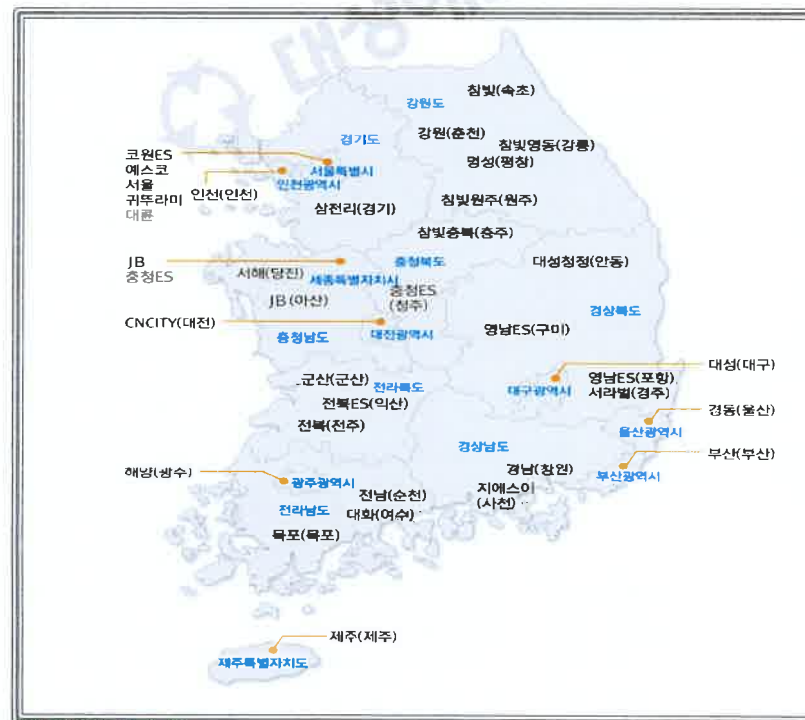 참빛(속초)
강원도
강원(춘천)
경기도
참빛영동(강릉)
명성(평창)
코원ES
예스코
서울
귀뚜라미
대륜
서울특별시
인천광역시
인선(인선)
참빛원주(원주)
삼전리(경기)
참빛충북(충주)
JB
충청ES
서해(당진)
세종특별자치시
충청북도
대성청정(안동)
충청ES
(청주)
JB(아산)
경상북도
CNCITY(대전)
대전광역시
영남ES(구미)
충청남도
대성(대구)
군산(군산)
전라북도
대구광역시
영남ES(포항)
서라벌(경주)
전북ES(익산)
경동(울산)
전북(전주)
울산광역시
경상남도
부산(부산)
해양(광주)
광주광역시
경남(창원)
부산광역시
전남(순천)
지에스이
(사천)
전라남도
대화(여수)
목포(목포)
제주(제주)
제주특별자치도